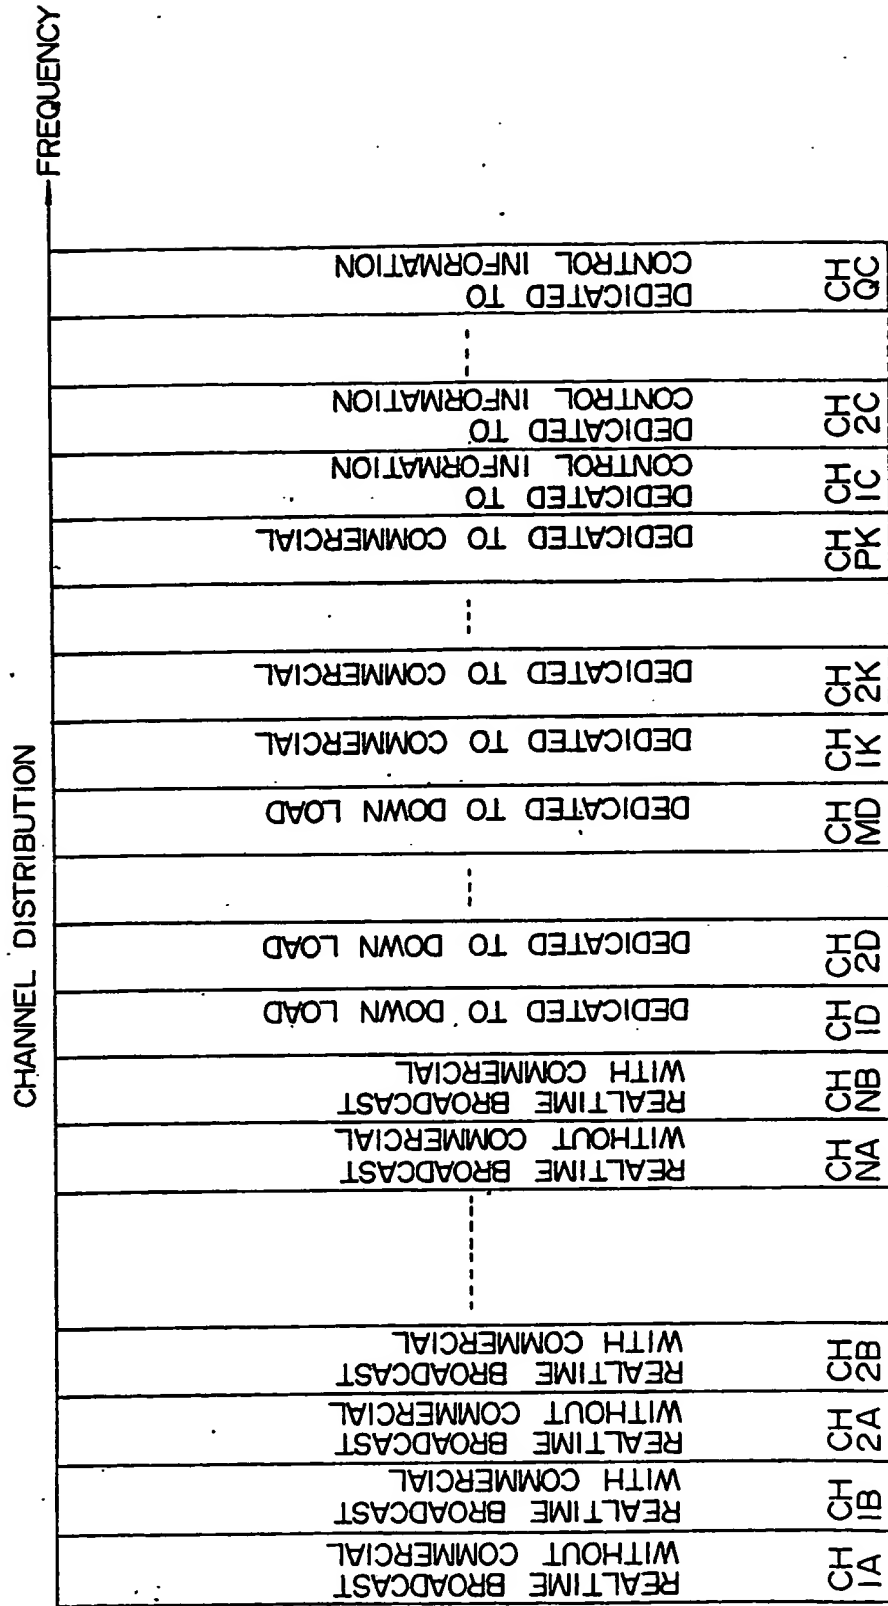 CHANNEL DISTRIBUTION
FREQUENCY
CH
1A
REALTIME BROADCAST
WITHOUT COMMERCIAL
CH
1B
REALTIME BROADCAST
WITH COMMERCIAL
CH
2A
REALTIME BROADCAST
WITHOUT COMMERCIAL
CH
2B
REALTIME BROADCAST
WITH COMMERCIAL
CH
NA
REALTIME BROADCAST
WITHOUT COMMERCIAL
CH
NB
REALTIME BROADCAST
WITH COMMERCIAL
CH
1D
DEDICATED TO DOWN LOAD
CH
2D
DEDICATED TO DOWN LOAD
CH
MD
DEDICATED TO DOWN LOAD
CH
1K
DEDICATED TO COMMERCIAL
CH
2K
DEDICATED TO COMMERCIAL
CH
PK
DEDICATED TO COMMERCIAL
CH
1C
DEDICATED TO
CONTROL INFORMATION
CH
2C
DEDICATED TO
CONTROL INFORMATION
CH
QC
DEDICATED TO
CONTROL INFORMATION